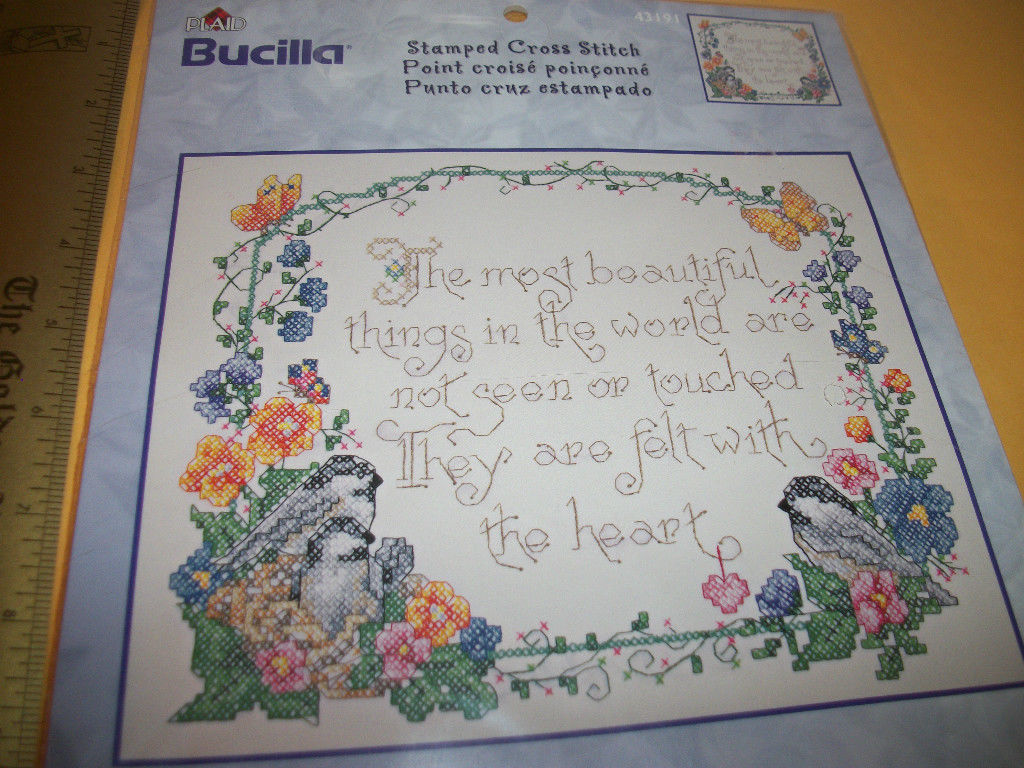 PLAID
Bucilla®
43191
Stamped Cross Stitch
Point croisé poinçonné
Punto cruz estampado
The most beautiful
things in the world are
not seen or touched
They are felt with
the heart
The